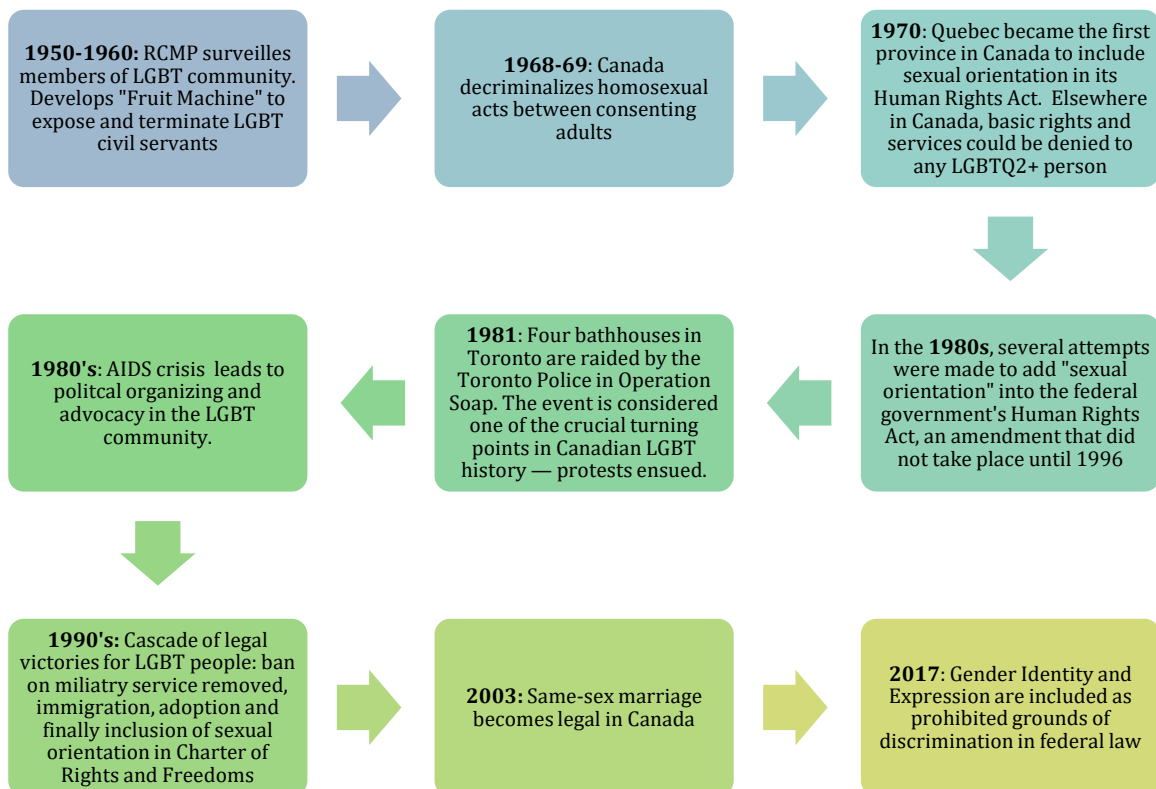 1950-1960: RCMP surveilles
members of LGBT community.
Develops "Fruit Machine" to
expose and terminate LGBT
civil servants
1968-69: Canada
decriminalizes homosexual
acts between consenting
adults
1970: Quebec became the first
province in Canada to include
sexual orientation in its
Human Rights Act.  Elsewhere
in Canada, basic rights and
services could be denied to
any LGBTQ2+ person
In the 1980s, several attempts
were made to add "sexual
orientation" into the federal
government's Human Rights
Act, an amendment that did
not take place until 1996
1981: Four bathhouses in
Toronto are raided by the
Toronto Police in Operation
Soap. The event is considered
one of the crucial turning
points in Canadian LGBT
history — protests ensued.
1980's: AIDS crisis  leads to
politcal organizing and
advocacy in the LGBT
community.
1990's: Cascade of legal
victories for LGBT people: ban
on miliatry service removed,
immigration, adoption and
finally inclusion of sexual
orientation in Charter of
Rights and Freedoms
2003: Same-sex marriage
becomes legal in Canada
2017: Gender Identity and
Expression are included as
prohibited grounds of
discrimination in federal law